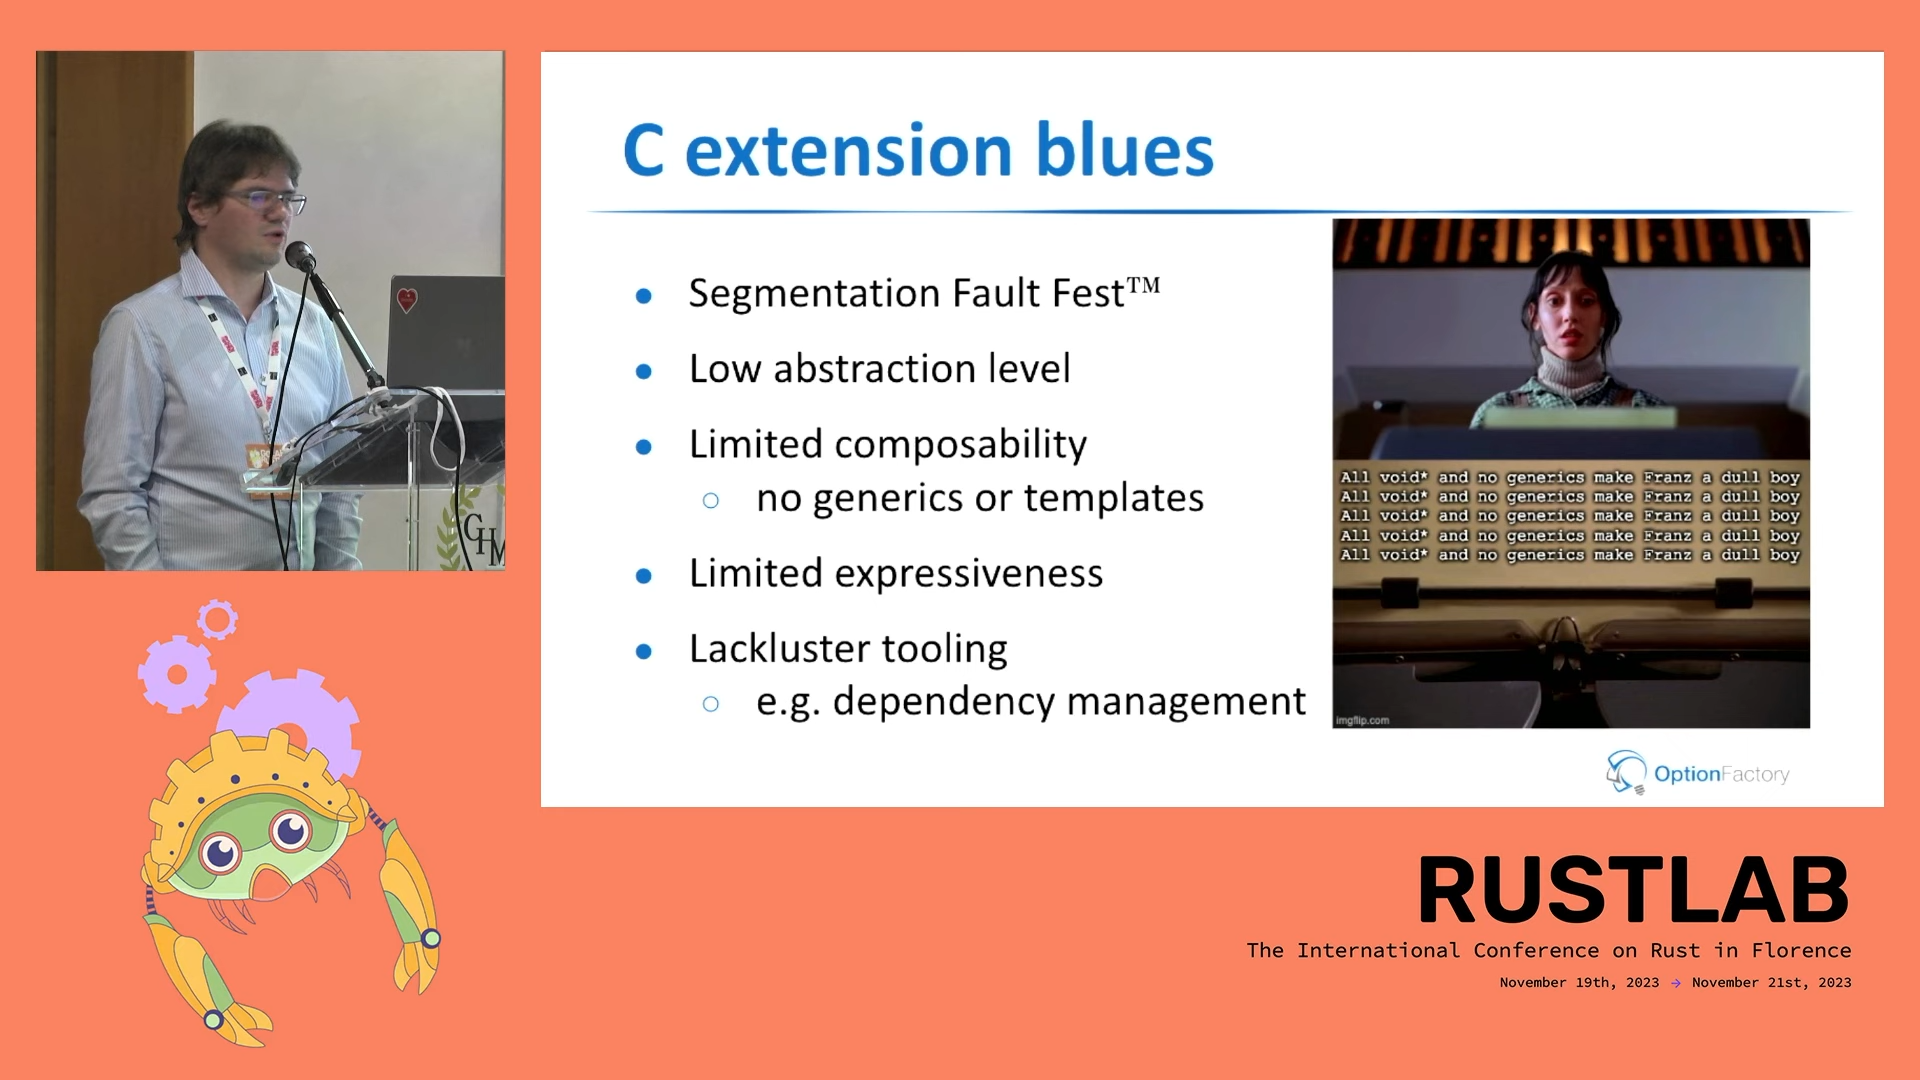 C extension blues
Segmentation Fault Fest™
Low abstraction level
Limited composability
no generics or templates
Limited expressiveness
Lackluster tooling
e.g. dependency management
All void* and no generics make Franz a dull boy
All void* and no generics make Franz a dull boy
All void* and no generics make Franz a dull boy
All void* and no generics make Franz a dull boy
All void* and no generics make Franz a dull boy
imgflip.com
OptionFactory
GHM
RUSTLAB
The International Conference on Rust in Florence
November 19th, 2023 → November 21st, 2023